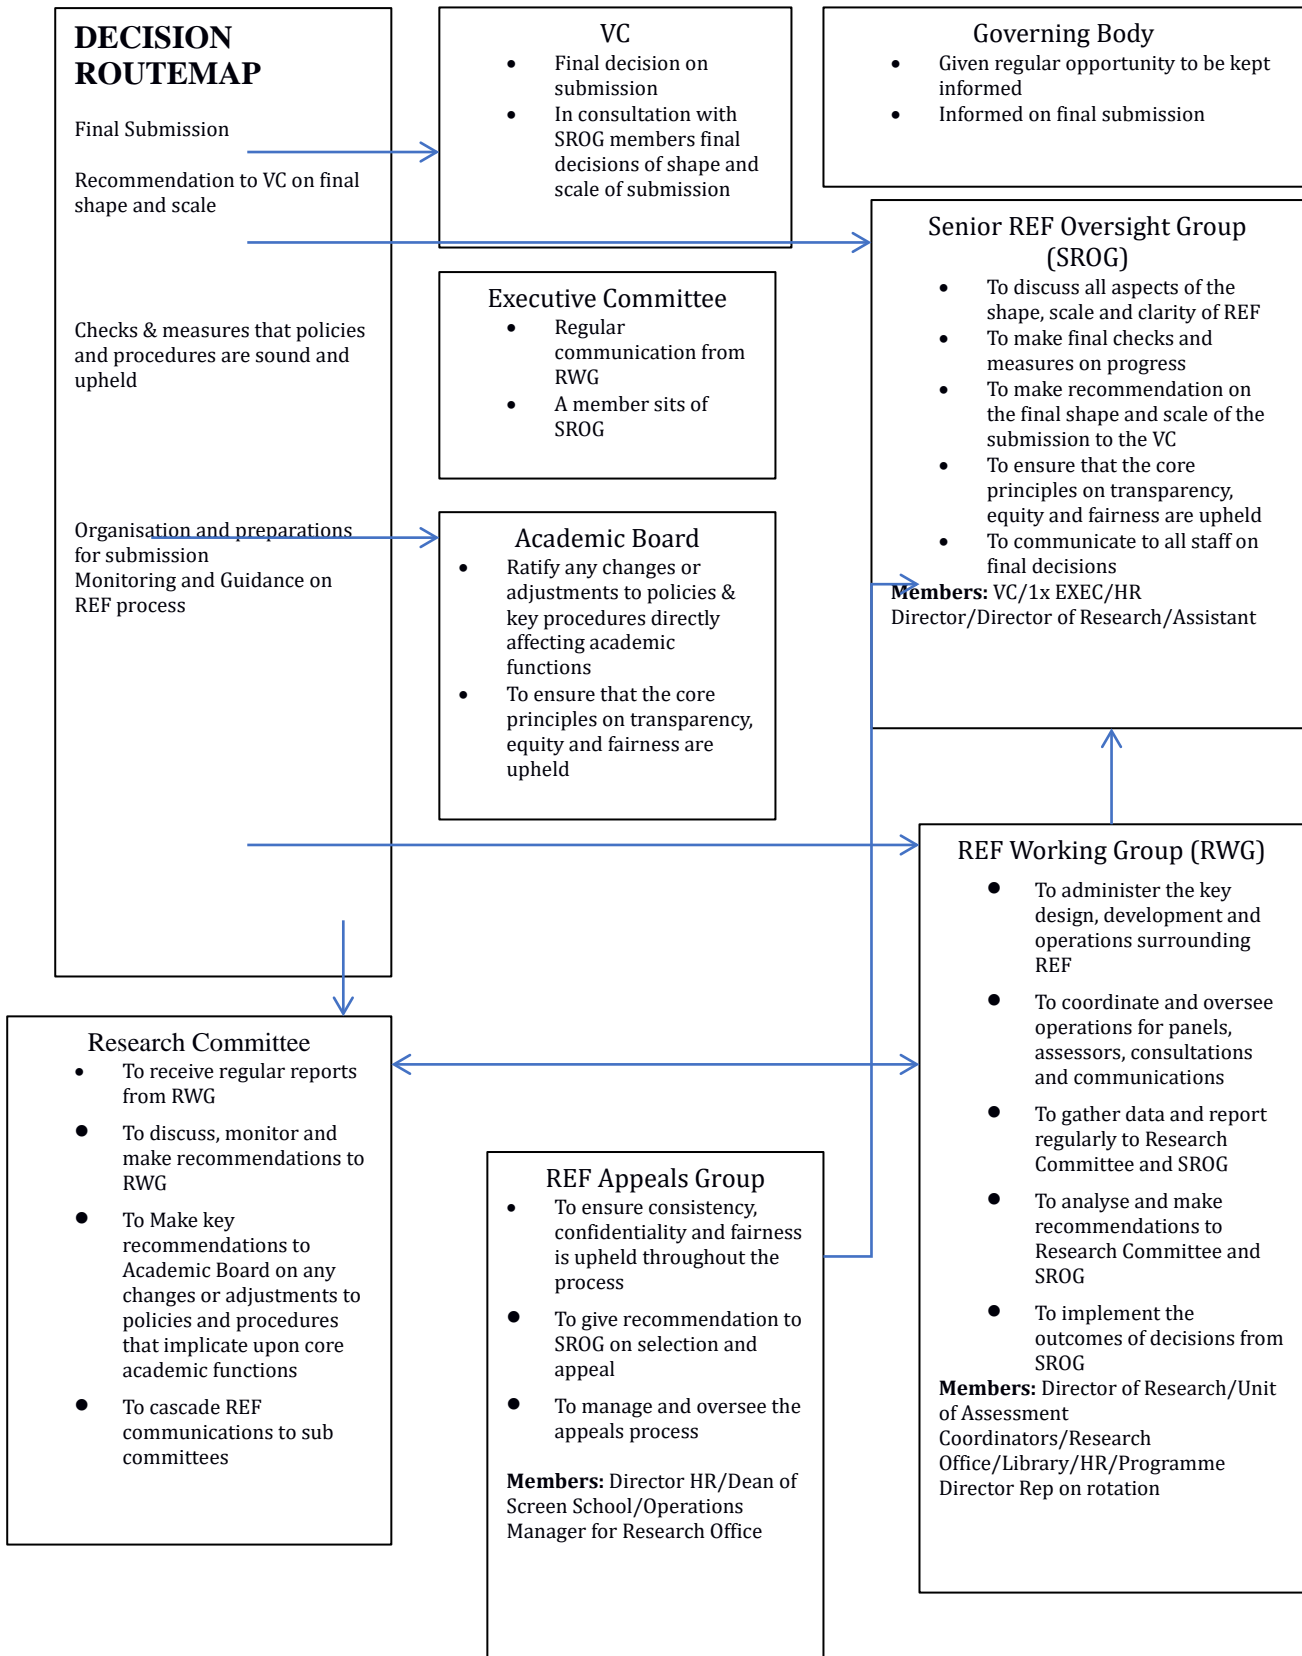 DECISION
ROUTEMAP
Final Submission
Recommendation to VC on final
shape and scale
Checks & measures that policies
and procedures are sound and
upheld
Organisation and preparations
for submission
Monitoring and Guidance on
REF process
VC
• Final decision on
submission
• In consultation with
SROG members final
decisions of shape and
scale of submission
Governing Body
• Given regular opportunity to be kept
informed
• Informed on final submission
Executive Committee
• Regular
communication from
RWG
• A member sits of
SROG
Senior REF Oversight Group
(SROG)
• To discuss all aspects of the
shape, scale and clarity of REF
• To make final checks and
measures on progress
• To make recommendation on
the final shape and scale of the
submission to the VC
• To ensure that the core
principles on transparency,
equity and fairness are upheld
• To communicate to all staff on
final decisions
Members: VC/1x EXEC/HR
Director/Director of Research/Assistant
Academic Board
• Ratify any changes or
adjustments to policies &
key procedures directly
affecting academic
functions
• To ensure that the core
principles on transparency,
equity and fairness are
upheld
REF Working Group (RWG)
• To administer the key
design, development and
operations surrounding
REF
• To coordinate and oversee
operations for panels,
assessors, consultations
and communications
• To gather data and report
regularly to Research
Committee and SROG
• To analyse and make
recommendations to
Research Committee and
SROG
• To implement the
outcomes of decisions from
SROG
Members: Director of Research/Unit
of Assessment
Coordinators/Research
Office/Library/HR/Programme
Director Rep on rotation
Research Committee
• To receive regular reports
from RWG
• To discuss, monitor and
make recommendations to
RWG
• To Make key
recommendations to
Academic Board on any
changes or adjustments to
policies and procedures
that implicate upon core
academic functions
• To cascade REF
communications to sub
committees
REF Appeals Group
• To ensure consistency,
confidentiality and fairness
is upheld throughout the
process
• To give recommendation to
SROG on selection and
appeal
• To manage and oversee the
appeals process
Members: Director HR/Dean of
Screen School/Operations
Manager for Research Office